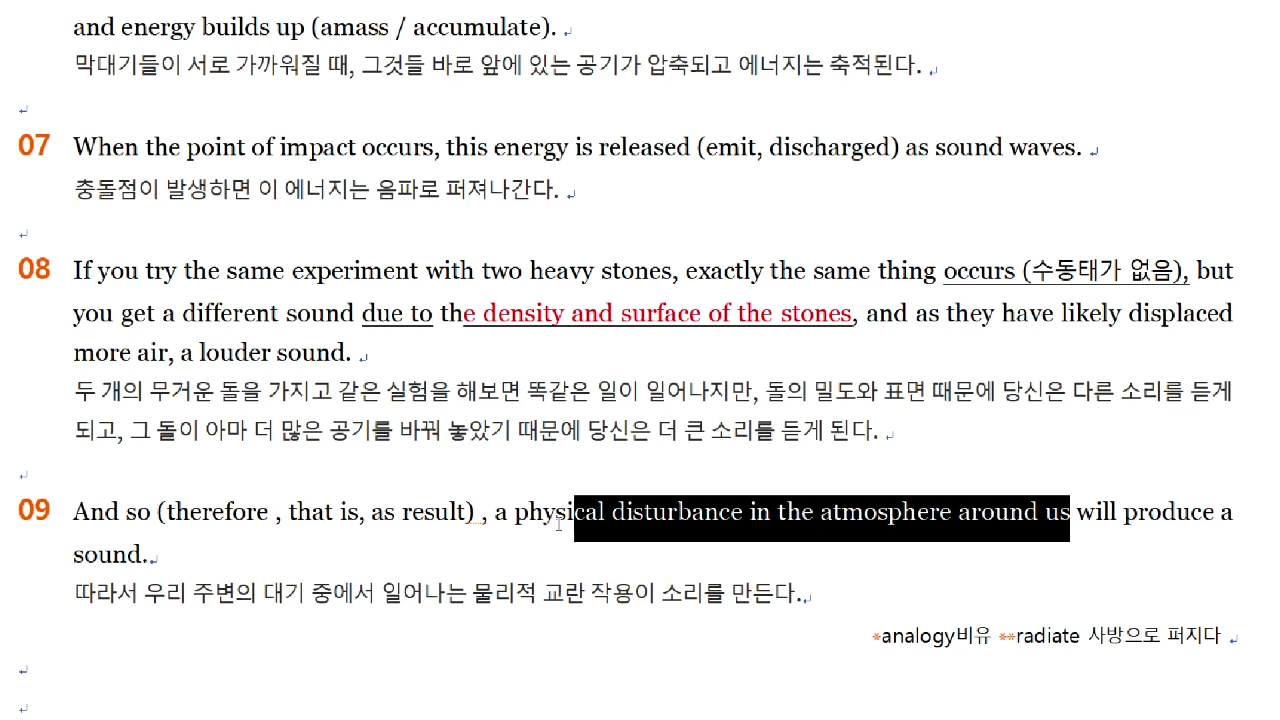 and energy builds up (amass / accumulate).
막대기들이 서로 가까워질 때, 그것들 바로 앞에 있는 공기가 압축되고 에너지는 축적된다.
07 When the point of impact occurs, this energy is released (emit, discharged) as sound waves.
충돌점이 발생하면 이 에너지는 음파로 퍼져나간다.
08 If you try the same experiment with two heavy stones, exactly the same thing occurs (수동태가 없음), but
you get a different sound due to the density and surface of the stones, and as they have likely displaced
more air, a louder sound.
두 개의 무거운 돌을 가지고 같은 실험을 해보면 똑같은 일이 일어나지만, 돌의 밀도와 표면 때문에 당신은 다른 소리를 듣게
되고, 그 돌이 아마 더 많은 공기를 바꿔 놓았기 때문에 당신은 더 큰 소리를 듣게 된다.
09 And so (therefore , that is, as result) , a physical disturbance in the atmosphere around us will produce a
sound.
따라서 우리 주변의 대기 중에서 일어나는 물리적 교란 작용이 소리를 만든다.
*analogy비유 **radiate 사방으로 퍼지다